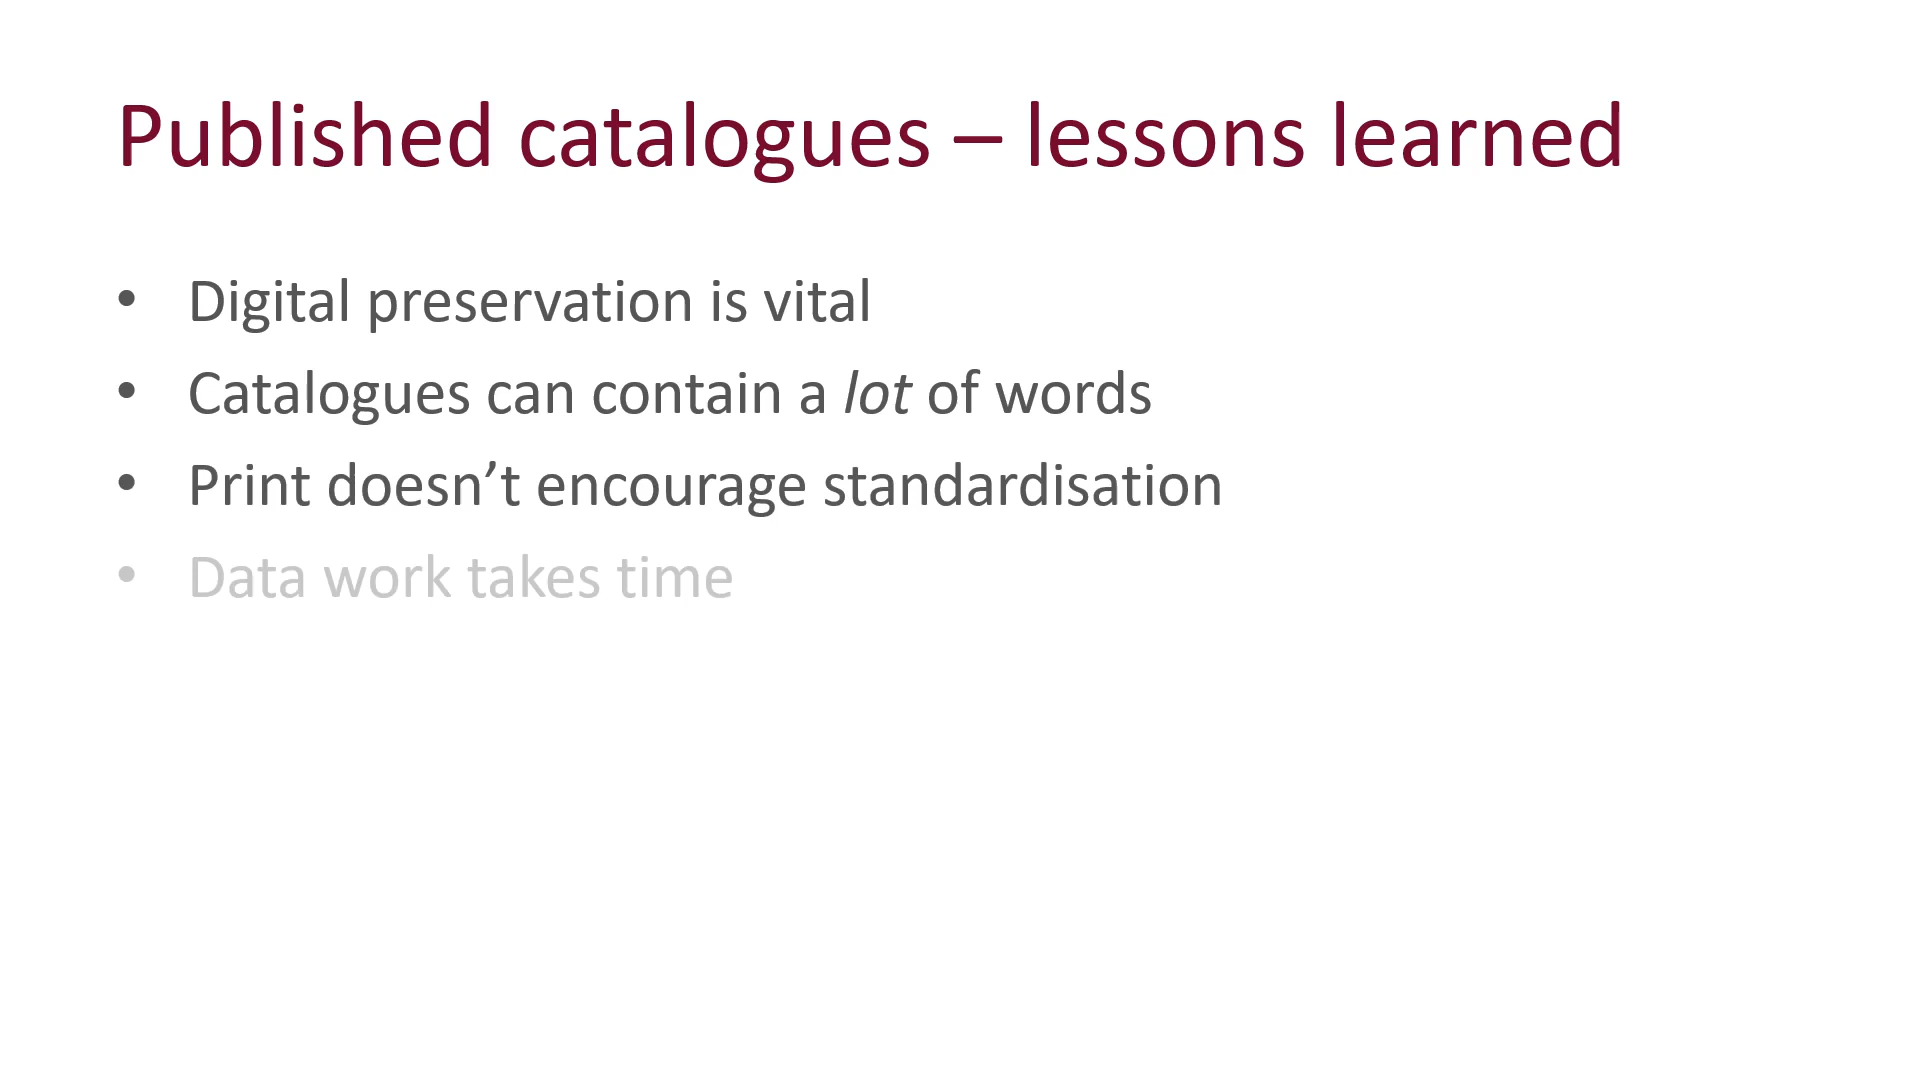 Published catalogues – lessons learned
• Digital preservation is vital
• Catalogues can contain a lot of words
• Print doesn’t encourage standardisation
• Data work takes time